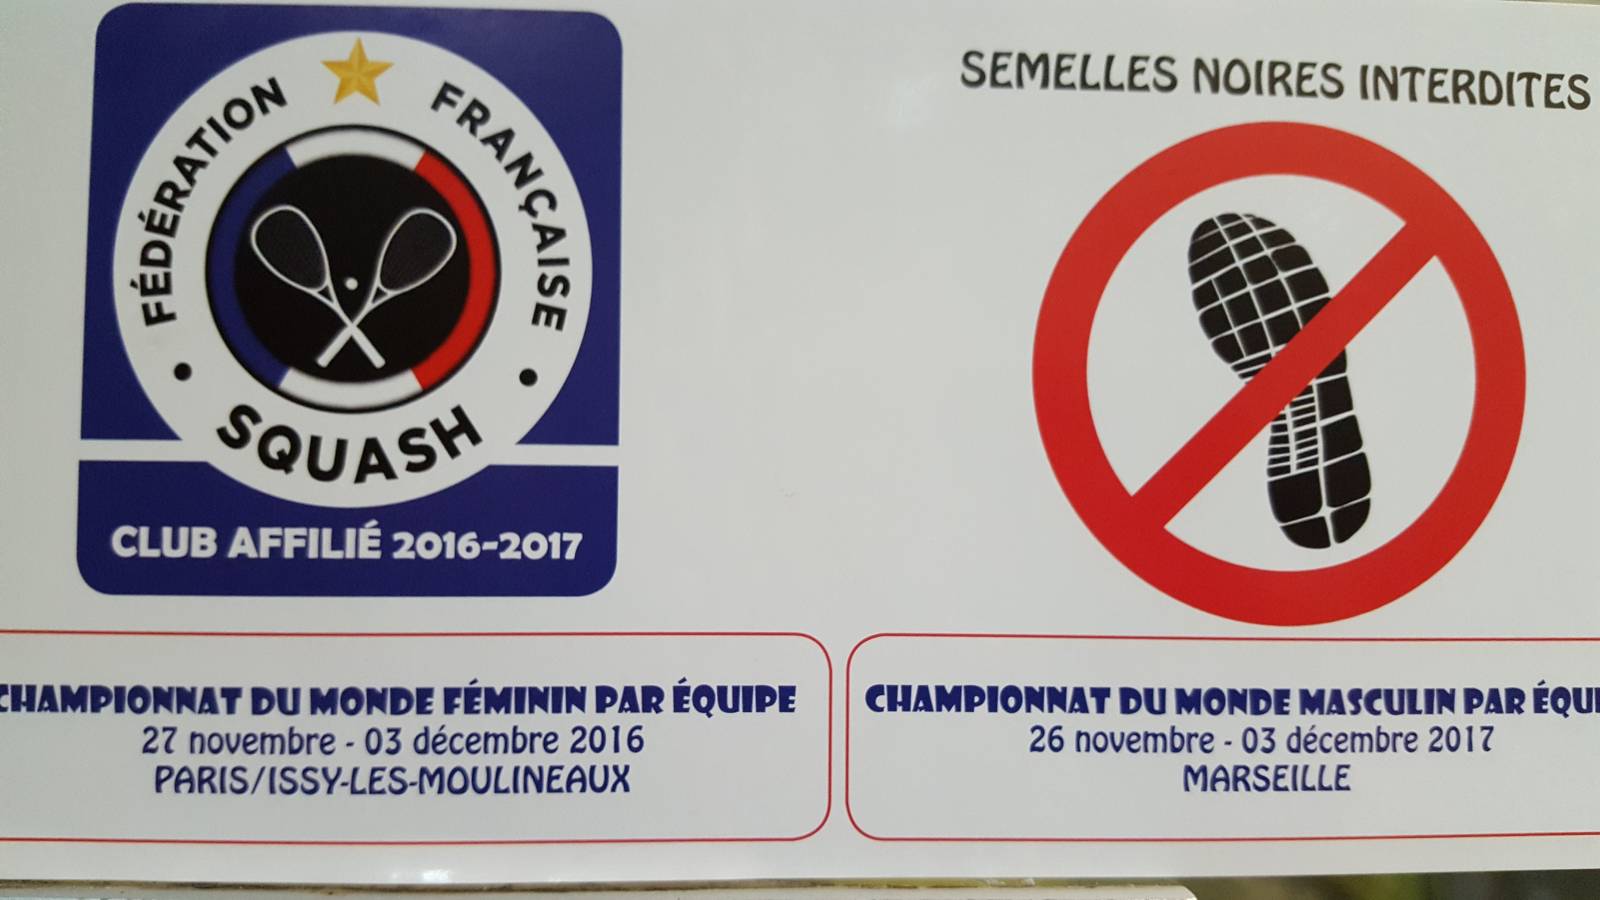 FÉDÉRATION FRANÇAISE
• SQUASH •
CLUB AFFILIÉ 2016-2017
SEMELLES NOIRES INTERDITES
CHAMPIONNAT DU MONDE FÉMININ PAR ÉQUIPE
27 novembre - 03 décembre 2016
PARIS/ISSY-LES-MOULINEAUX
CHAMPIONNAT DU MONDE MASCULIN PAR ÉQUI
26 novembre - 03 décembre 2017
MARSEILLE